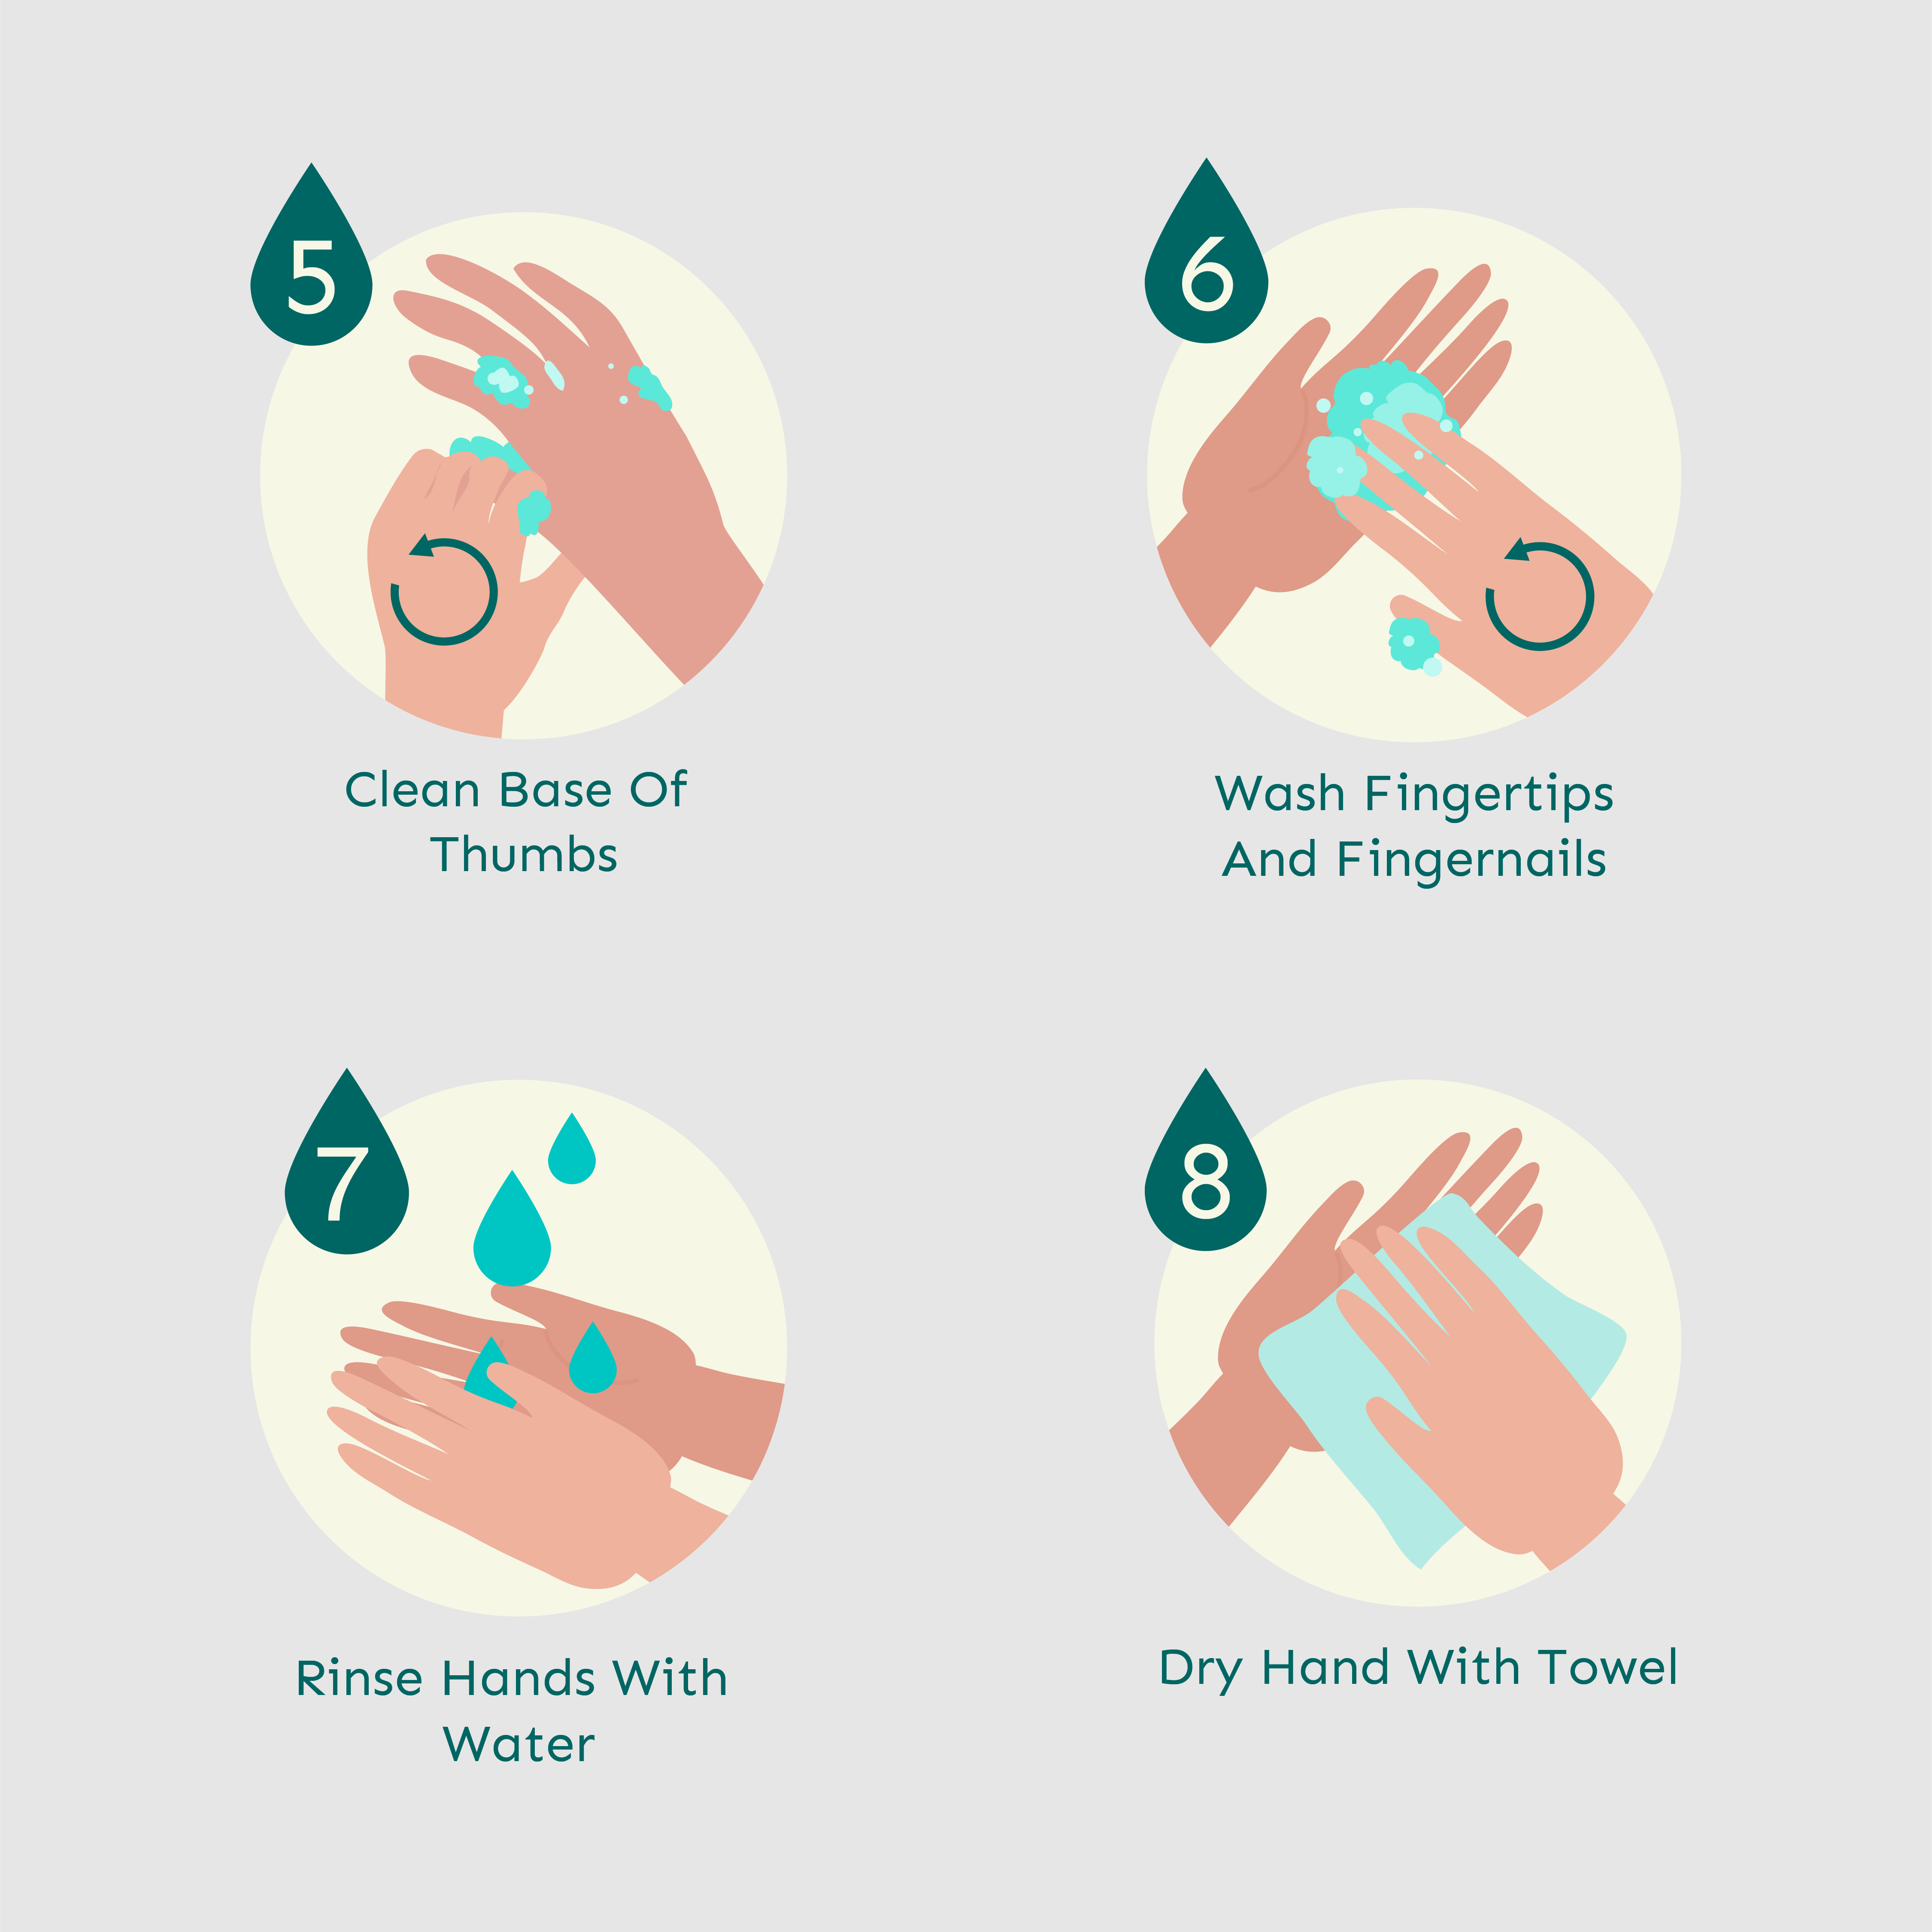 5
Clean Base Of
Thumbs
6
Wash Fingertips
And Fingernails
7
Rinse Hands With
Water
8
Dry Hand With Towel